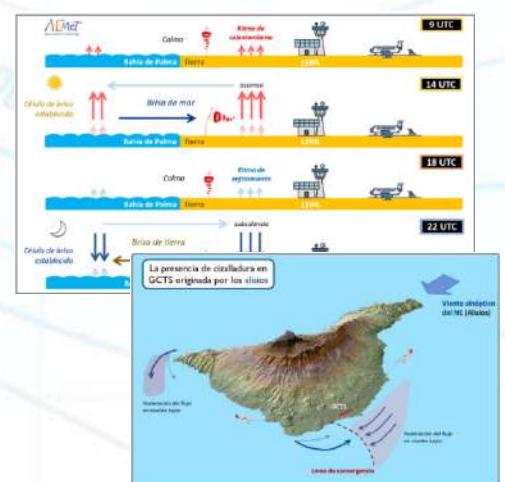 AEMet
Calma
Ritmo de
calentamiento
9 UTC
Bahía de Palma
Tierra
LEPA
ascenso
14 UTC
Célula de brisa
establecida
Brisa de mar
Bahía de Palma
Tierra
LEPA
Calma
Ritmo de
enfriamiento
18 UTC
Bahía de Palma
Tierra
LEPA
subsidencia
22 UTC
Célula de brisa
establecida
Brisa de tierra
La presencia de cizalladura en
GCTS originada por los alisios
Viento sinóptico
del NE (Alisios)
Aceleración del flujo
en niveles bajos
Aceleración del flujo
en niveles bajos
Línea de convergencia